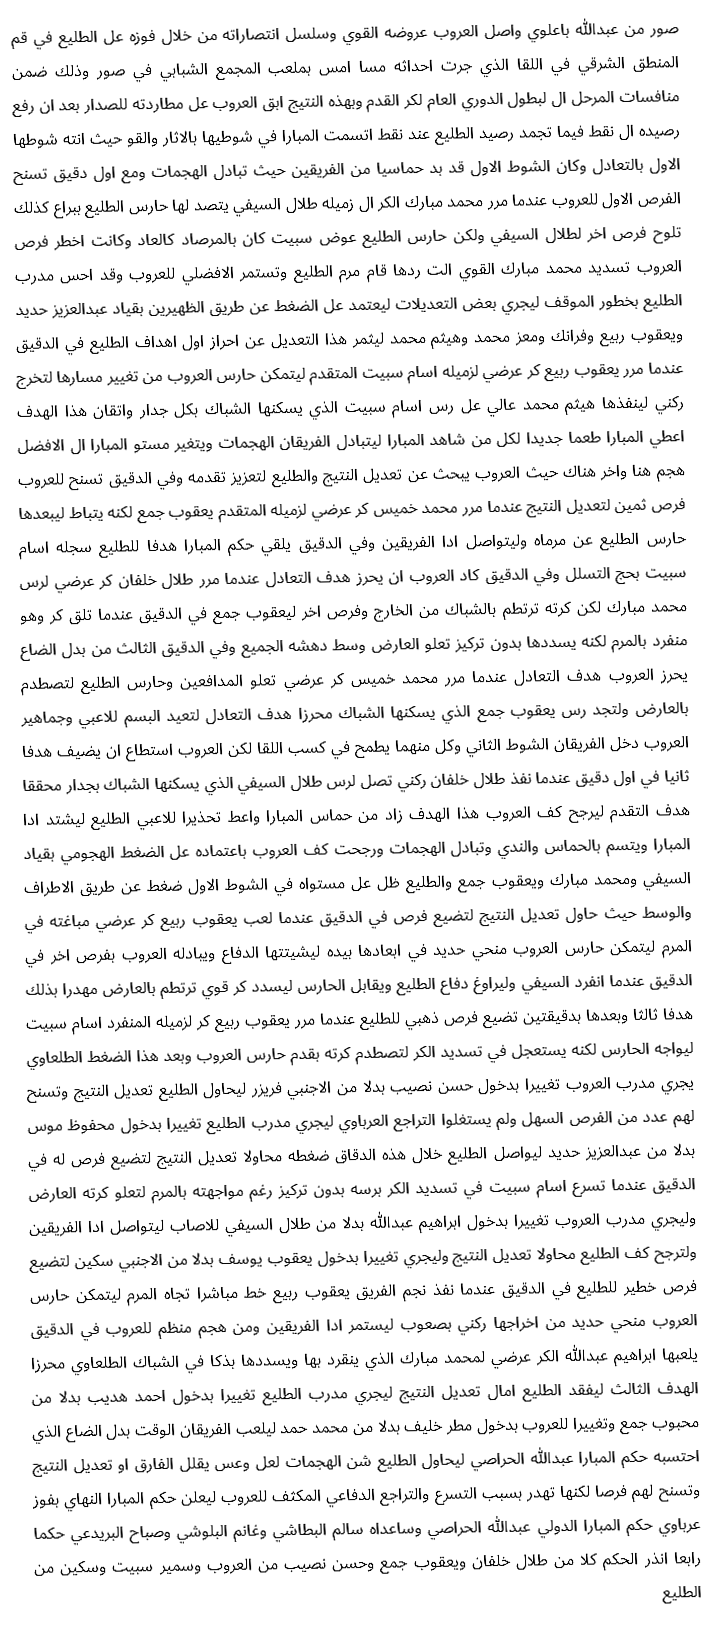 صور من عبدالله باعلوي واصل العروب عروضه القوي وسلسل انتصاراته من خلال فوزه عل الطليع في قم
المنطق الشرقي في اللقا الذي جرت احداثه مسا امس بملعب المجمع الشبابي في صور وذلك ضمن
منافسات المرحل ال لبطول الدوري العام لكر القدم وبهذه النتيج ابق العروب عل مطاردته للصدار بعد ان رفع
رصيده ال نقط فيما تجمد رصيد الطليع عند نقط اتسمت المبارا في شوطيها بالاثار والقو حيث انته شوطها
الاول بالتعادل وكان الشوط الاول قد بد حماسيا من الفريقين حيث تبادل الهجمات ومع اول دقيق تسنح
الفرص الاول للعروب عندما مرر محمد مبارك الكر ال زميله طلال السيفي يتصد لها حارس الطليع ببراع كذلك
تلوح فرص اخر لطلال السيفي ولكن حارس الطليع عوض سبيت كان بالمرصاد كالعاد وكانت اخطر فرص
العروب تسديد محمد مبارك القوي الت ردها قام مرم الطليع وتستمر الافضلي للعروب وقد احس مدرب
الطليع بخطور الموقف ليجري بعض التعديلات ليعتمد عل الضغط عن طريق الظهيرين بقياد عبدالعزيز حديد
ويعقوب ربيع وفرانك ومعز محمد وهيثم محمد ليثمر هذا التعديل عن احراز اول اهداف الطليع في الدقيق
عندما مرر يعقوب ربيع كر عرضي لزميله اسام سبيت المتقدم ليتمكن حارس العروب من تغيير مسارها لتخرج
ركني لينفذها هيثم محمد عالي عل رس اسام سبيت الذي يسكنها الشباك بكل جدار واتقان هذا الهدف
اعطي المبارا طعما جديدا لكل من شاهد المبارا ليتبادل الفريقان الهجمات ويتغير مستو المبارا ال الافضل
هجم هنا واخر هناك حيث العروب يبحث عن تعديل النتيج والطليع لتعزيز تقدمه وفي الدقيق تسنح للعروب
فرص ثمين لتعديل النتيج عندما مرر محمد خميس كر عرضي لزميله المتقدم يعقوب جمع لكنه يتباط ليبعدها
حارس الطليع عن مرماه وليتواصل ادا الفريقين وفي الدقيق يلقي حكم المبارا هدفا للطليع سجله اسام
سبيت بحج التسلل وفي الدقيق كاد العروب ان يحرز هدف التعادل عندما مرر طلال خلفان كر عرضي لرس
محمد مبارك لكن كرته ترتطم بالشباك من الخارج وفرص اخر ليعقوب جمع في الدقيق عندما تلق كر وهو
منفرد بالمرم لكنه يسددها بدون تركيز تعلو العارض وسط دهشه الجميع وفي الدقيق الثالث من بدل الضاع
يحرز العروب هدف التعادل عندما مرر محمد خميس كر عرضي تعلو المدافعين وحارس الطليع لتصطدم
بالعارض ولتجد رس يعقوب جمع الذي يسكنها الشباك محرزا هدف التعادل لتعيد البسم للاعبي وجماهير
العروب دخل الفريقان الشوط الثاني وكل منهما يطمح في كسب اللقا لكن العروب استطاع ان يضيف هدفا
ثانيا في اول دقيق عندما نفذ طلال خلفان ركني تصل لرس طلال السيفي الذي يسكنها الشباك بجدار محققا
هدف التقدم ليرجح كف العروب هذا الهدف زاد من حماس المبارا واعط تحذيرا للاعبي الطليع ليشتد ادا
المبارا ويتسم بالحماس والندي وتبادل الهجمات ورجحت كف العروب باعتماده عل الضغط الهجومي بقياد
السيفي ومحمد مبارك ويعقوب جمع والطليع ظل عل مستواه في الشوط الاول ضغط عن طريق الاطراف
والوسط حيث حاول تعديل النتيج لتضيع فرص في الدقيق عندما لعب يعقوب ربيع كر عرضي مباغته في
المرم ليتمكن حارس العروب منحي حديد في ابعادها بيده ليشيتتها الدفاع ويبادله العروب بفرص اخر في
الدقيق عندما انفرد السيفي وليراوغ دفاع الطليع ويقابل الحارس ليسدد كر قوي ترتطم بالعارض مهدرا بذلك
هدفا ثالثا وبعدها بدقيقتين تضيع فرص ذهبي للطليع عندما مرر يعقوب ربيع كر لزميله المنفرد اسام سبيت
ليواجه الحارس لكنه يستعجل في تسديد الكر لتصطدم كرته بقدم حارس العروب وبعد هذا الضغط الطلعاوي
يجري مدرب العروب تغييرا بدخول حسن نصيب بدلا من الاجنبي فريزر ليحاول الطليع تعديل النتيج وتسنح
لهم عدد من الفرص السهل ولم يستغلوا التراجع العرباوي ليجري مدرب الطليع تغييرا بدخول محفوظ موس
بدلا من عبدالعزيز حديد ليواصل الطليع خلال هذه الدقاق ضغطه محاولا تعديل النتيج لتضيع فرص له في
الدقيق عندما تسرع اسام سبيت في تسديد الكر برسه بدون تركيز رغم مواجهته بالمرم لتعلو كرته العارض
وليجري مدرب العروب تغييرا بدخول ابراهيم عبدالله بدلا من طلال السيفي للاصاب ليتواصل ادا الفريقين
ولترجح كف الطليع محاولا تعديل النتيج وليجري تغييرا بدخول يعقوب يوسف بدلا من الاجنبي سكين لتضيع
فرص خطير للطليع في الدقيق عندما نفذ نجم الفريق يعقوب ربيع خط مباشرا تجاه المرم ليتمكن حارس
العروب منحي حديد من اخراجها ركني بصعوب ليستمر ادا الفريقين ومن هجم منظم للعروب في الدقيق
يلعبها ابراهيم عبدالله الكر عرضي لمحمد مبارك الذي ينقرد بها ويسددها بذكا في الشباك الطلعاوي محرزا
الهدف الثالث ليفقد الطليع امال تعديل النتيج ليجري مدرب الطليع تغييرا بدخول احمد هديب بدلا من
محبوب جمع وتغييرا للعروب بدخول مطر خليف بدلا من محمد حمد ليلعب الفريقان الوقت بدل الضاع الذي
احتسبه حكم المبارا عبدالله الحراصي ليحاول الطليع شن الهجمات لعل وعس يقلل الفارق او تعديل النتيج
وتسنح لهم فرصا لكنها تهدر بسبب التسرع والتراجع الدفاعي المكثف للعروب ليعلن حكم المبارا النهاي بفوز
عرباوي حكم المبارا الدولي عبدالله الحراصي وساعداه سالم البطاشي وغانم البلوشي وصباح البريدعي حكما
رابعا انذر الحكم كلا من طلال خلفان ويعقوب جمع وحسن نصيب من العروب وسمير سبيت وسكين من
الطليع